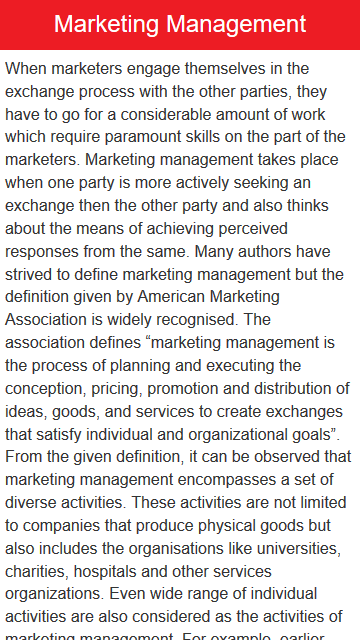 Marketing Management
When marketers engage themselves in the
exchange process with the other parties, they
have to go for a considerable amount of work
which require paramount skills on the part of the
marketers. Marketing management takes place
when one party is more actively seeking an
exchange then the other party and also thinks
about the means of achieving perceived
responses from the same. Many authors have
strived to define marketing management but the
definition given by American Marketing
Association is widely recognised. The
association defines “marketing management is
the process of planning and executing the
conception, pricing, promotion and distribution of
ideas, goods, and services to create exchanges
that satisfy individual and organizational goals”.
From the given definition, it can be observed that
marketing management encompasses a set of
diverse activities. These activities are not limited
to companies that produce physical goods but
also includes the organisations like universities,
charities, hospitals and other services
organizations. Even wide range of individual
activities are also considered as the activities of
marketing management. For example, earlier